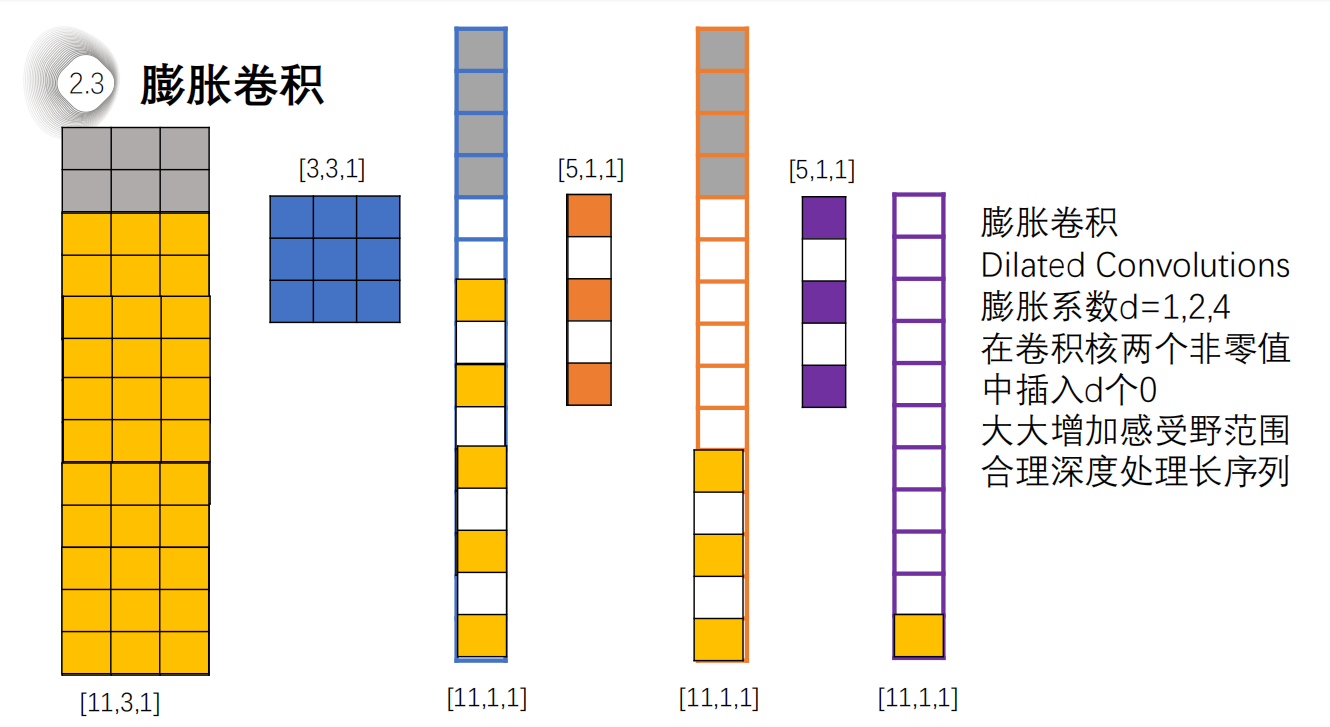 2.3
膨胀卷积
[3,3,1]
[5,1,1]
[5,1,1]
膨胀卷积
Dilated Convolutions
膨胀系数d=1,2,4
在卷积核两个非零值
中插入d个0
大大增加感受野范围
合理深度处理长序列
[11,3,1]
[11,1,1]
[11,1,1]
[11,1,1]